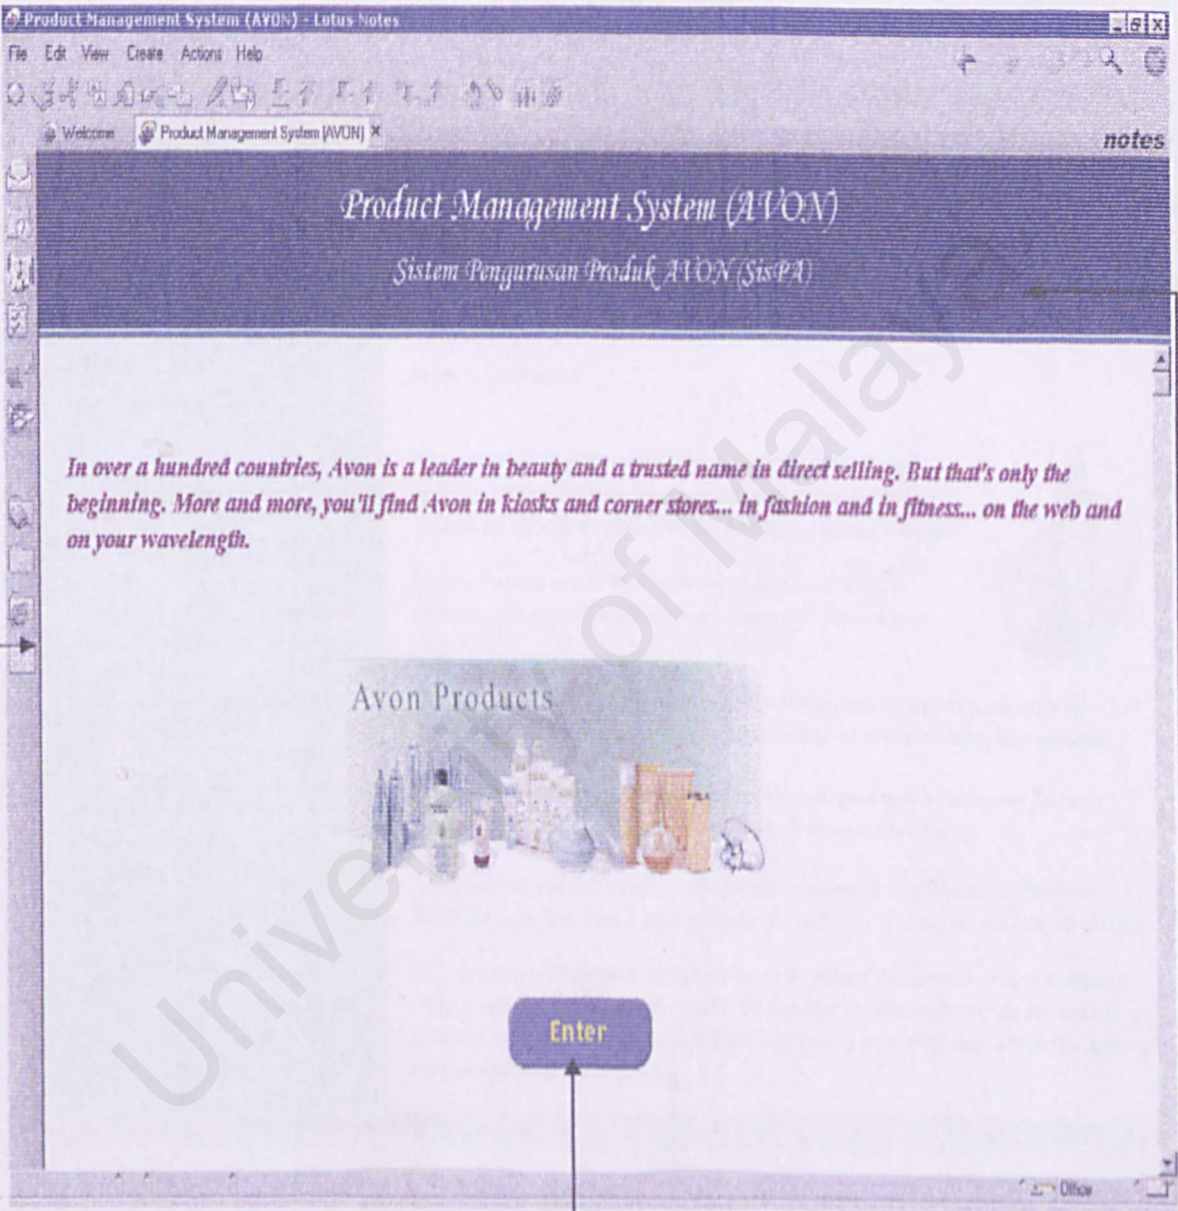 Product Management System (AVON) - Lotus Notes
File Edit View Create Actions Help
Welcome Product Management System (AVON)
notes
Product Management System (AVON)
Sistem Pengurusan Produk AVON (SisPA)
In over a hundred countries, Avon is a leader in beauty and a trusted name in direct selling. But that's only the
beginning. More and more, you'll find Avon in kiosks and corner stores... in fashion and in fitness... on the web and
on your wavelength.
Avon Products
Enter
Office
University of Malaya